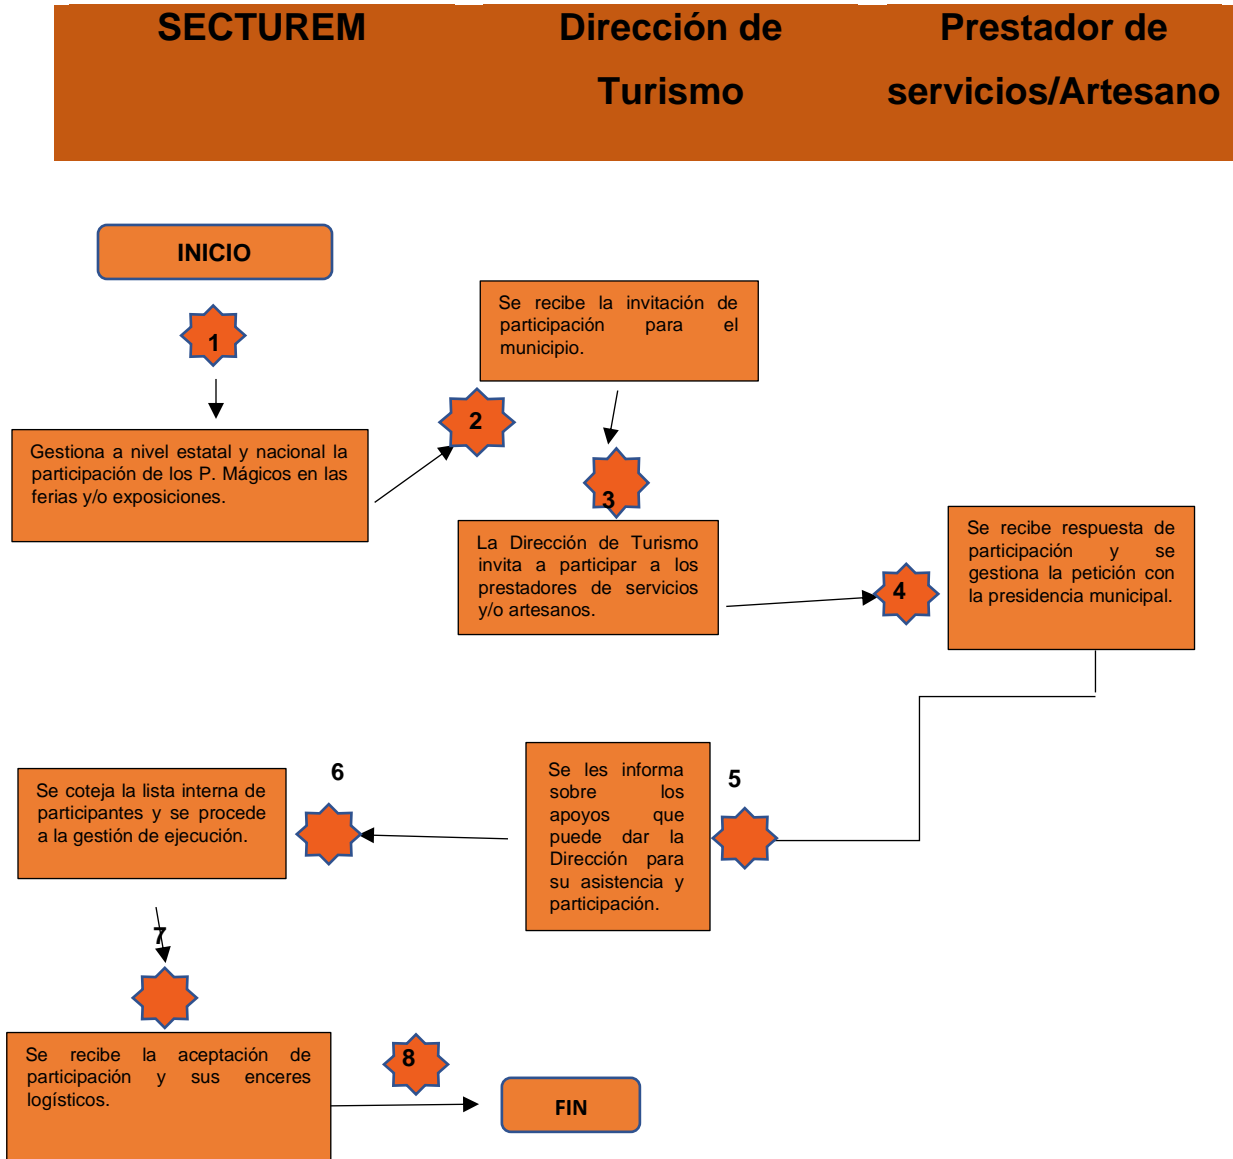 SECTUREM
Dirección de
Turismo
Prestador de
servicios/Artesano
INICIO
1
Gestiona a nivel estatal y nacional la
participación de los P. Mágicos en las
ferias y/o exposiciones.
2
Se recibe la invitación de
participación para el
municipio.
3
La Dirección de Turismo
invita a participar a los
prestadores de servicios
y/o artesanos.
4
Se recibe respuesta de
participación y se
gestiona la petición con
la presidencia municipal.
5
Se les informa
sobre los
apoyos que
puede dar la
Dirección para
su asistencia y
participación.
6
Se coteja la lista interna de
participantes y se procede
a la gestión de ejecución.
7
Se recibe la aceptación de
participación y sus enceres
logísticos.
8
FIN